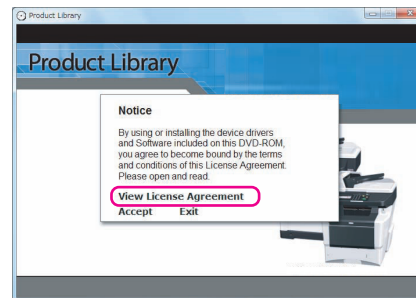 Product Library
Product Library
Notice
By using or installing the device drivers
and Software included on this DVD-ROM,
you agree to become bound by the terms
and conditions of this License Agreement.
Please open and read.
View License Agreement
Accept Exit